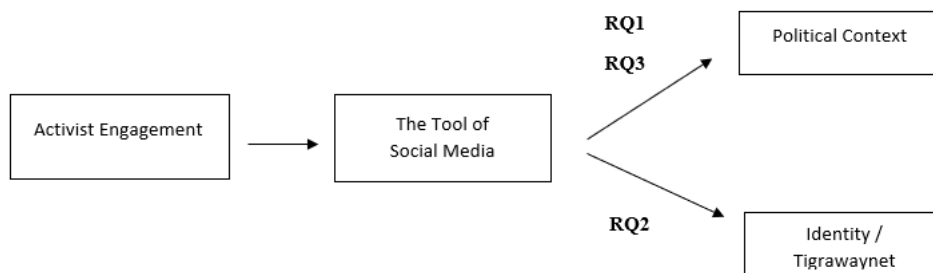 RQ1
Political Context
RQ3
Activist Engagement
The Tool of
Social Media
RQ2
Identity /
Tigrawaynet